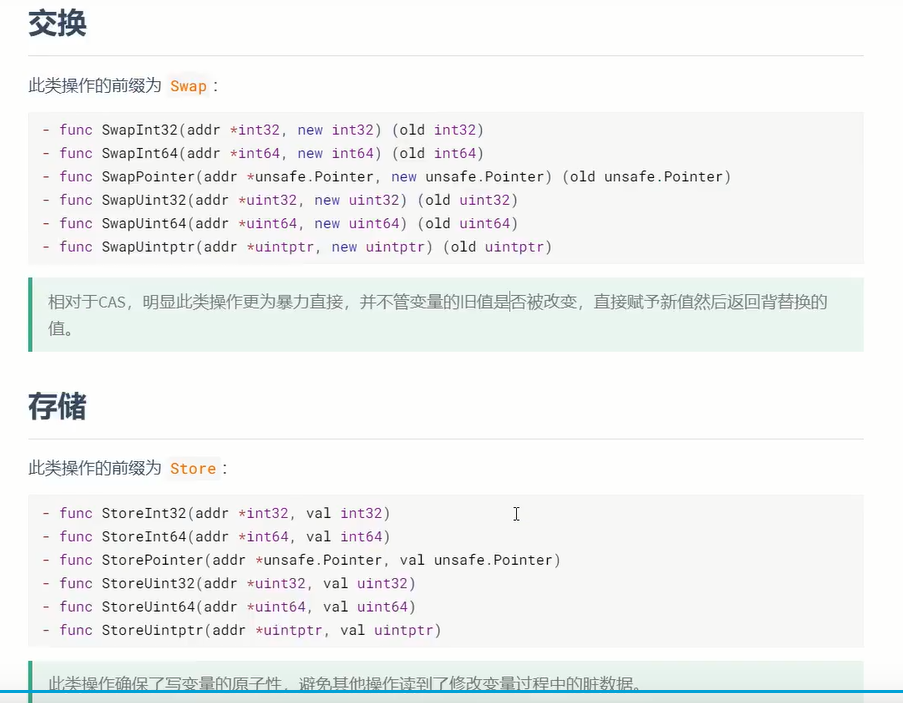 交换
此类操作的前缀为 Swap :
- func SwapInt32(addr *int32, new int32) (old int32)
- func SwapInt64(addr *int64, new int64) (old int64)
- func SwapPointer(addr *unsafe.Pointer, new unsafe.Pointer) (old unsafe.Pointer)
- func SwapUint32(addr *uint32, new uint32) (old uint32)
- func SwapUint64(addr *uint64, new uint64) (old uint64)
- func SwapUintptr(addr *uintptr, new uintptr) (old uintptr)
相对于CAS，明显此类操作更为暴力直接，并不管变量的旧值是否被改变，直接赋予新值然后返回背替换的
值。
存储
此类操作的前缀为 Store :
- func StoreInt32(addr *int32, val int32)
- func StoreInt64(addr *int64, val int64)
- func StorePointer(addr *unsafe.Pointer, val unsafe.Pointer)
- func StoreUint32(addr *uint32, val uint32)
- func StoreUint64(addr *uint64, val uint64)
- func StoreUintptr(addr *uintptr, val uintptr)
此类操作确保了写变量的原子性，避免其他操作读到了修改变量过程中的脏数据。